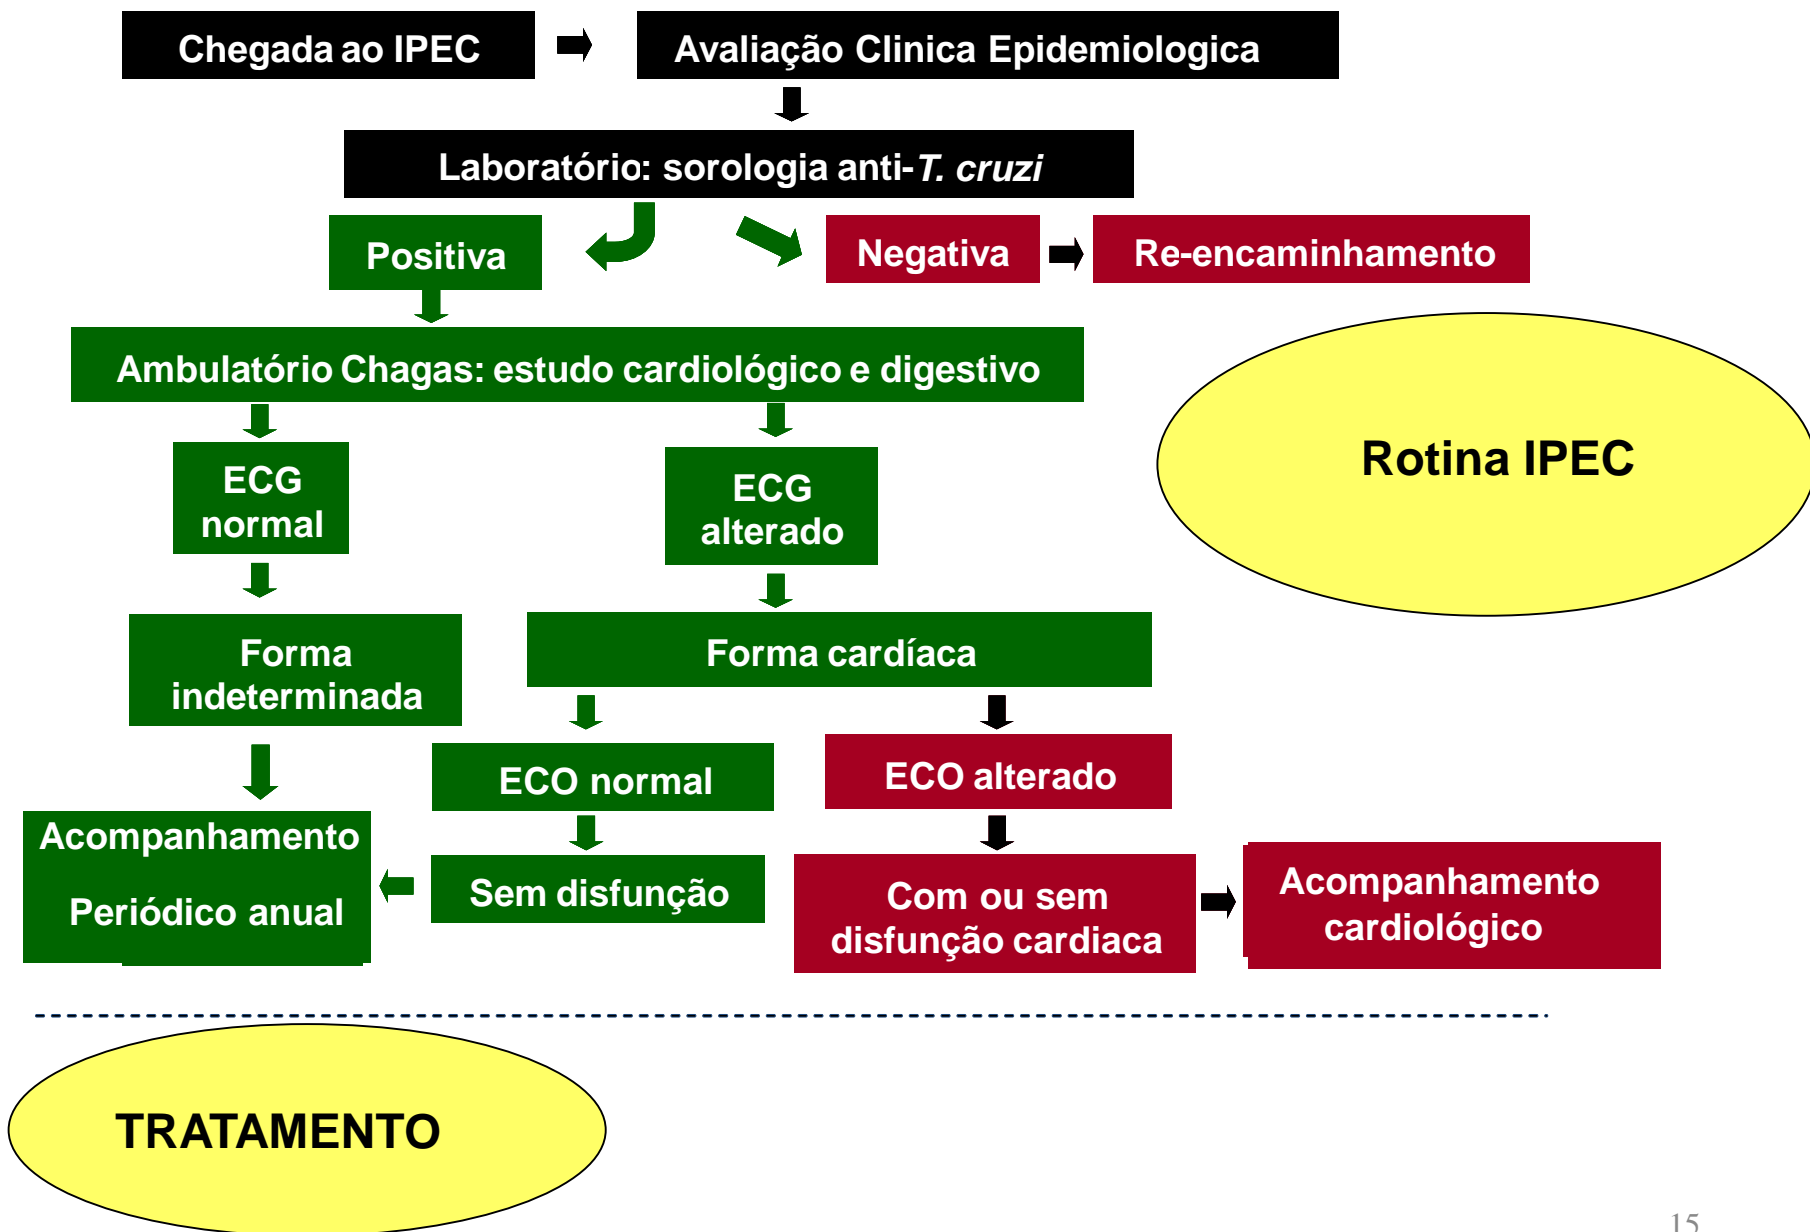 Chegada ao IPEC
Avaliação Clinica Epidemiologica
Laboratório: sorologia anti-T. cruzi
Positiva
Negativa
Re-encaminhamento
Ambulatório Chagas: estudo cardiológico e digestivo
Rotina IPEC
ECG
normal
ECG
alterado
Forma
indeterminada
Forma cardíaca
ECO normal
ECO alterado
Acompanhamento
Periódico anual
Sem disfunção
Com ou sem
disfunção cardiaca
Acompanhamento
cardiológico
TRATAMENTO
15